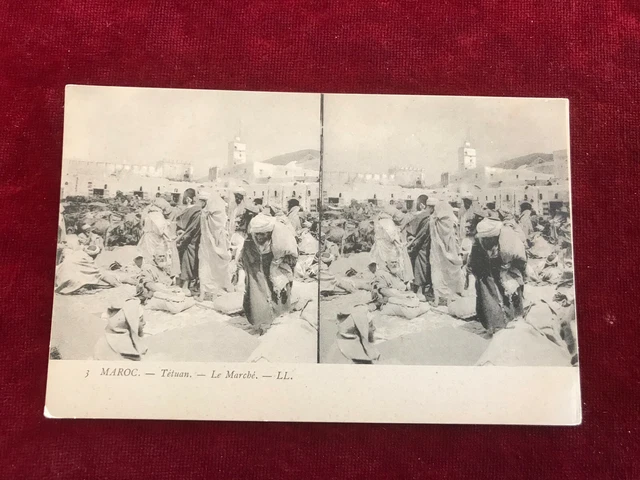 3 MAROC. — Tétuan. — Le Marché. — LL.